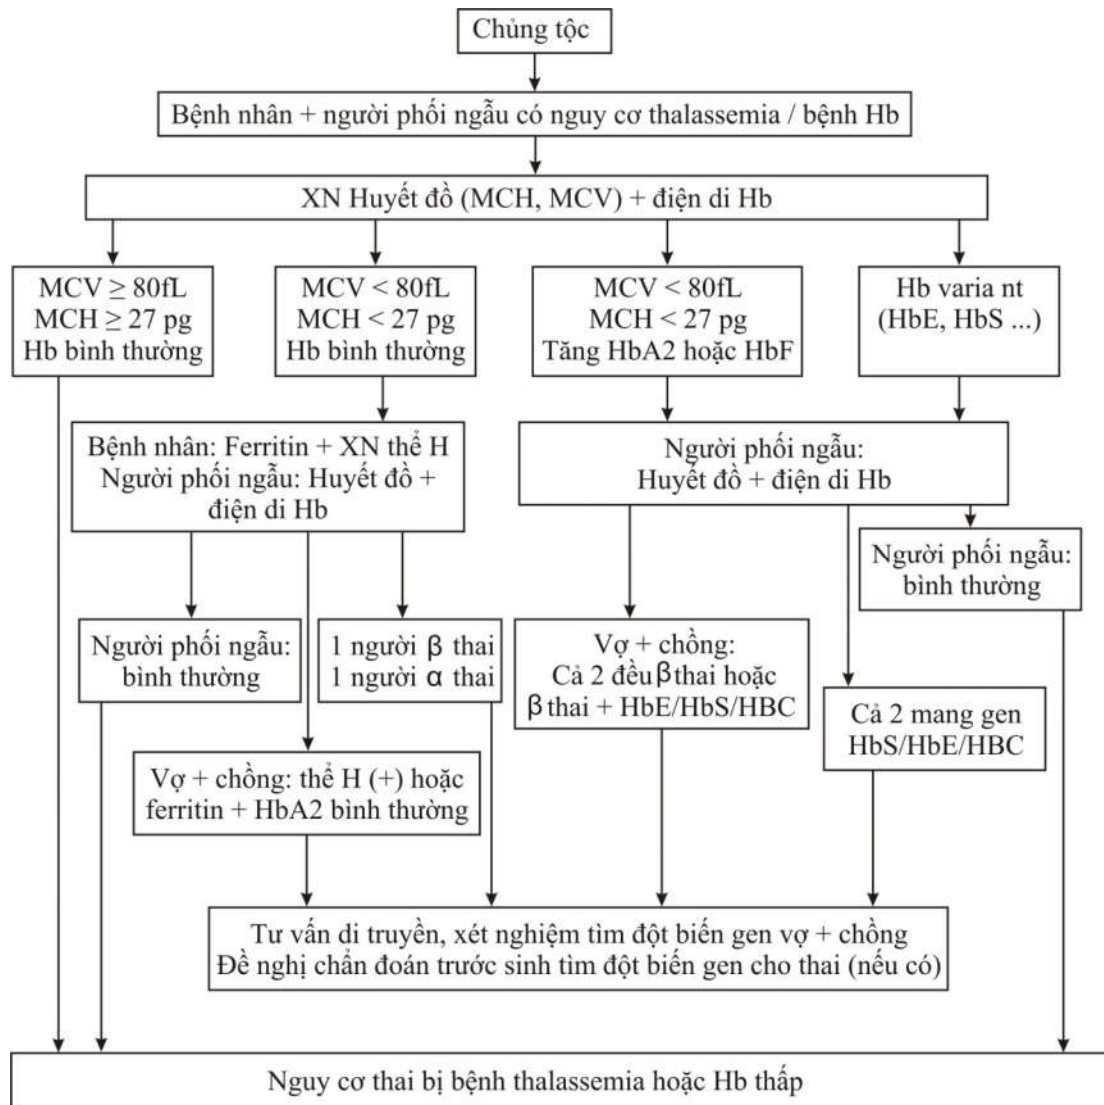 Chủng tộc
Bệnh nhân + người phối ngẫu có nguy cơ thalassemia / bệnh Hb
XN Huyết đồ (MCH, MCV) + điện di Hb
MCV ≥ 80fL
MCH ≥ 27 pg
Hb bình thường
MCV < 80fL
MCH < 27 pg
Hb bình thường
MCV < 80fL
MCH < 27 pg
Tăng HbA2 hoặc HbF
Hb varia nt
(HbE, HbS ...)
Bệnh nhân: Ferritin + XN thể H
Người phối ngẫu: Huyết đồ +
điện di Hb
Người phối ngẫu:
Huyết đồ + điện di Hb
Người phối ngẫu:
bình thường
Người phối ngẫu:
bình thường
1 người β thai
1 người α thai
Vợ + chồng:
Cả 2 đều β thai hoặc
β thai + HbE/HbS/HBC
Cả 2 mang gen
HbS/HbE/HBC
Vợ + chồng: thể H (+) hoặc
ferritin + HbA2 bình thường
Tư vấn di truyền, xét nghiệm tìm đột biến gen vợ + chồng
Đề nghị chẩn đoán trước sinh tìm đột biến gen cho thai (nếu có)
Nguy cơ thai bị bệnh thalassemia hoặc Hb thấp